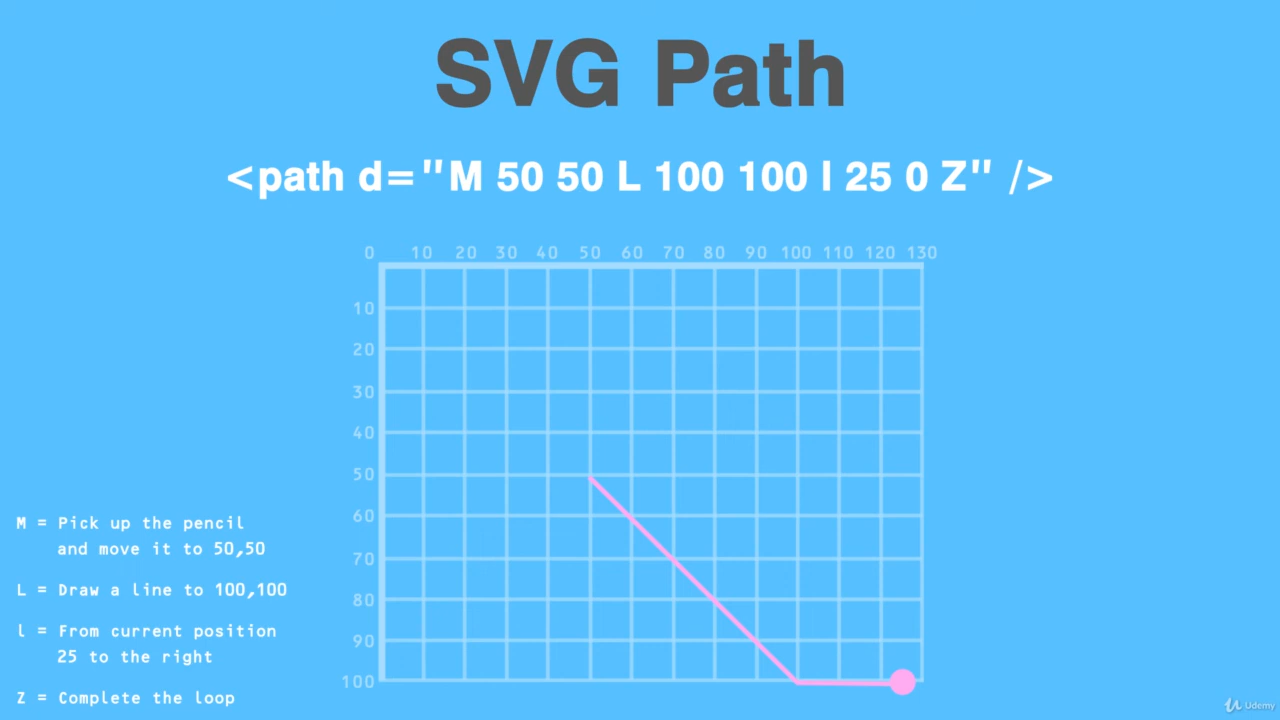 SVG Path
<path d="M 50 50 L 100 100 l 25 0 Z" />
0 10 20 30 40 50 60 70 80 90 100 110 120 130
10
20
30
40
50
60
70
80
90
100
M = Pick up the pencil
and move it to 50,50
L = Draw a line to 100,100
l = From current position
25 to the right
Z = Complete the loop
Udemy